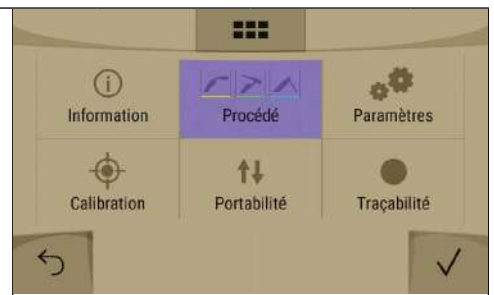 Information
Procédé
Paramètres
Calibration
Portabilité
Traçabilité